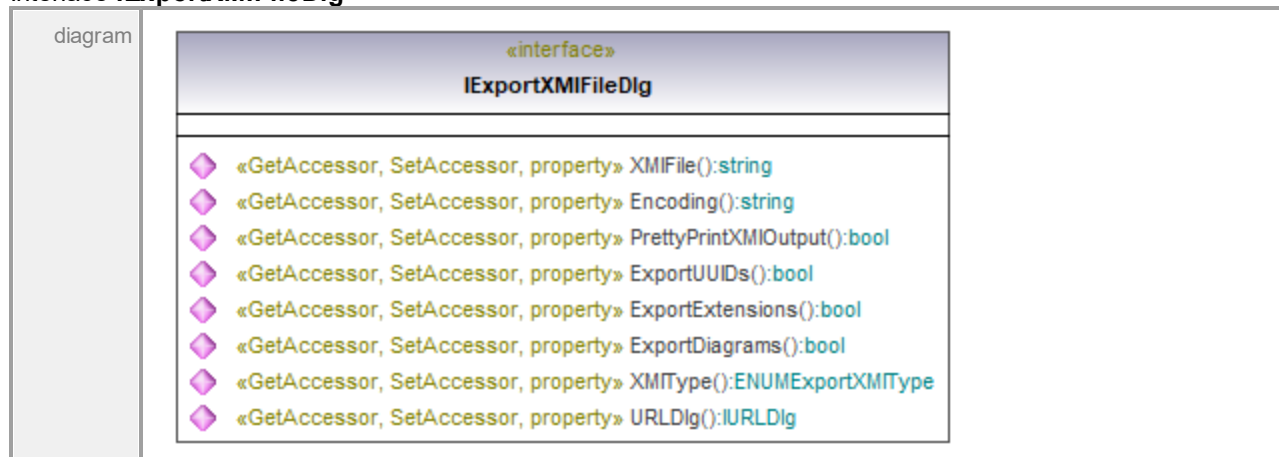 interface IExportXMIFileDlg
diagram
«interface»
IExportXMIFileDlg
«GetAccessor, SetAccessor, property» XMIFile():string
«GetAccessor, SetAccessor, property» Encoding():string
«GetAccessor, SetAccessor, property» PrettyPrintXMIOutput():bool
«GetAccessor, SetAccessor, property» ExportUUIDs():bool
«GetAccessor, SetAccessor, property» ExportExtensions():bool
«GetAccessor, SetAccessor, property» ExportDiagrams():bool
«GetAccessor, SetAccessor, property» XMIType():ENUMExportXMIType
«GetAccessor, SetAccessor, property» URLDlg():IURLDlg